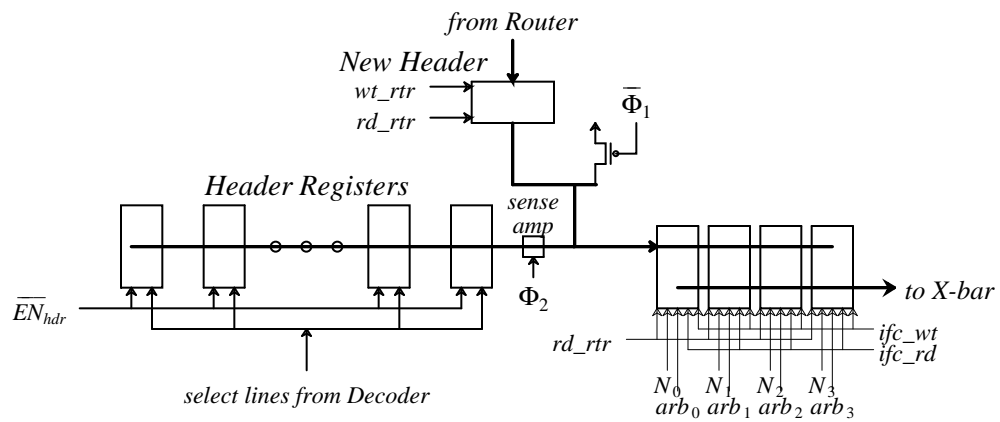 from Router
New Header
wt_rtr
rd_rtr
Φ̅₁
Header Registers
sense
amp
Φ₂
E̅N̅ₕdr
to X-bar
rd_rtr
ifc_wt
ifc_rd
select lines from Decoder
N₀ N₁ N₂ N₃
arb₀ arb₁ arb₂ arb₃